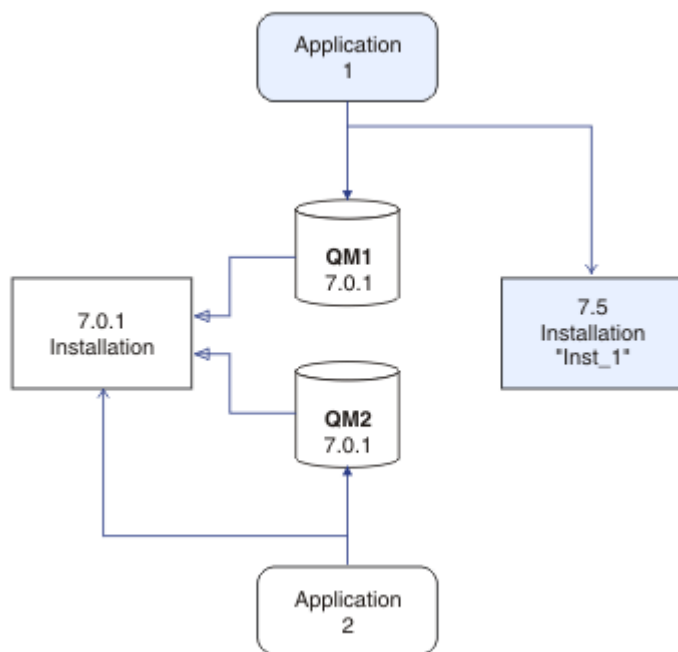 Application
1
QM1
7.0.1
7.0.1
Installation
7.5
Installation
"Inst_1"
QM2
7.0.1
Application
2